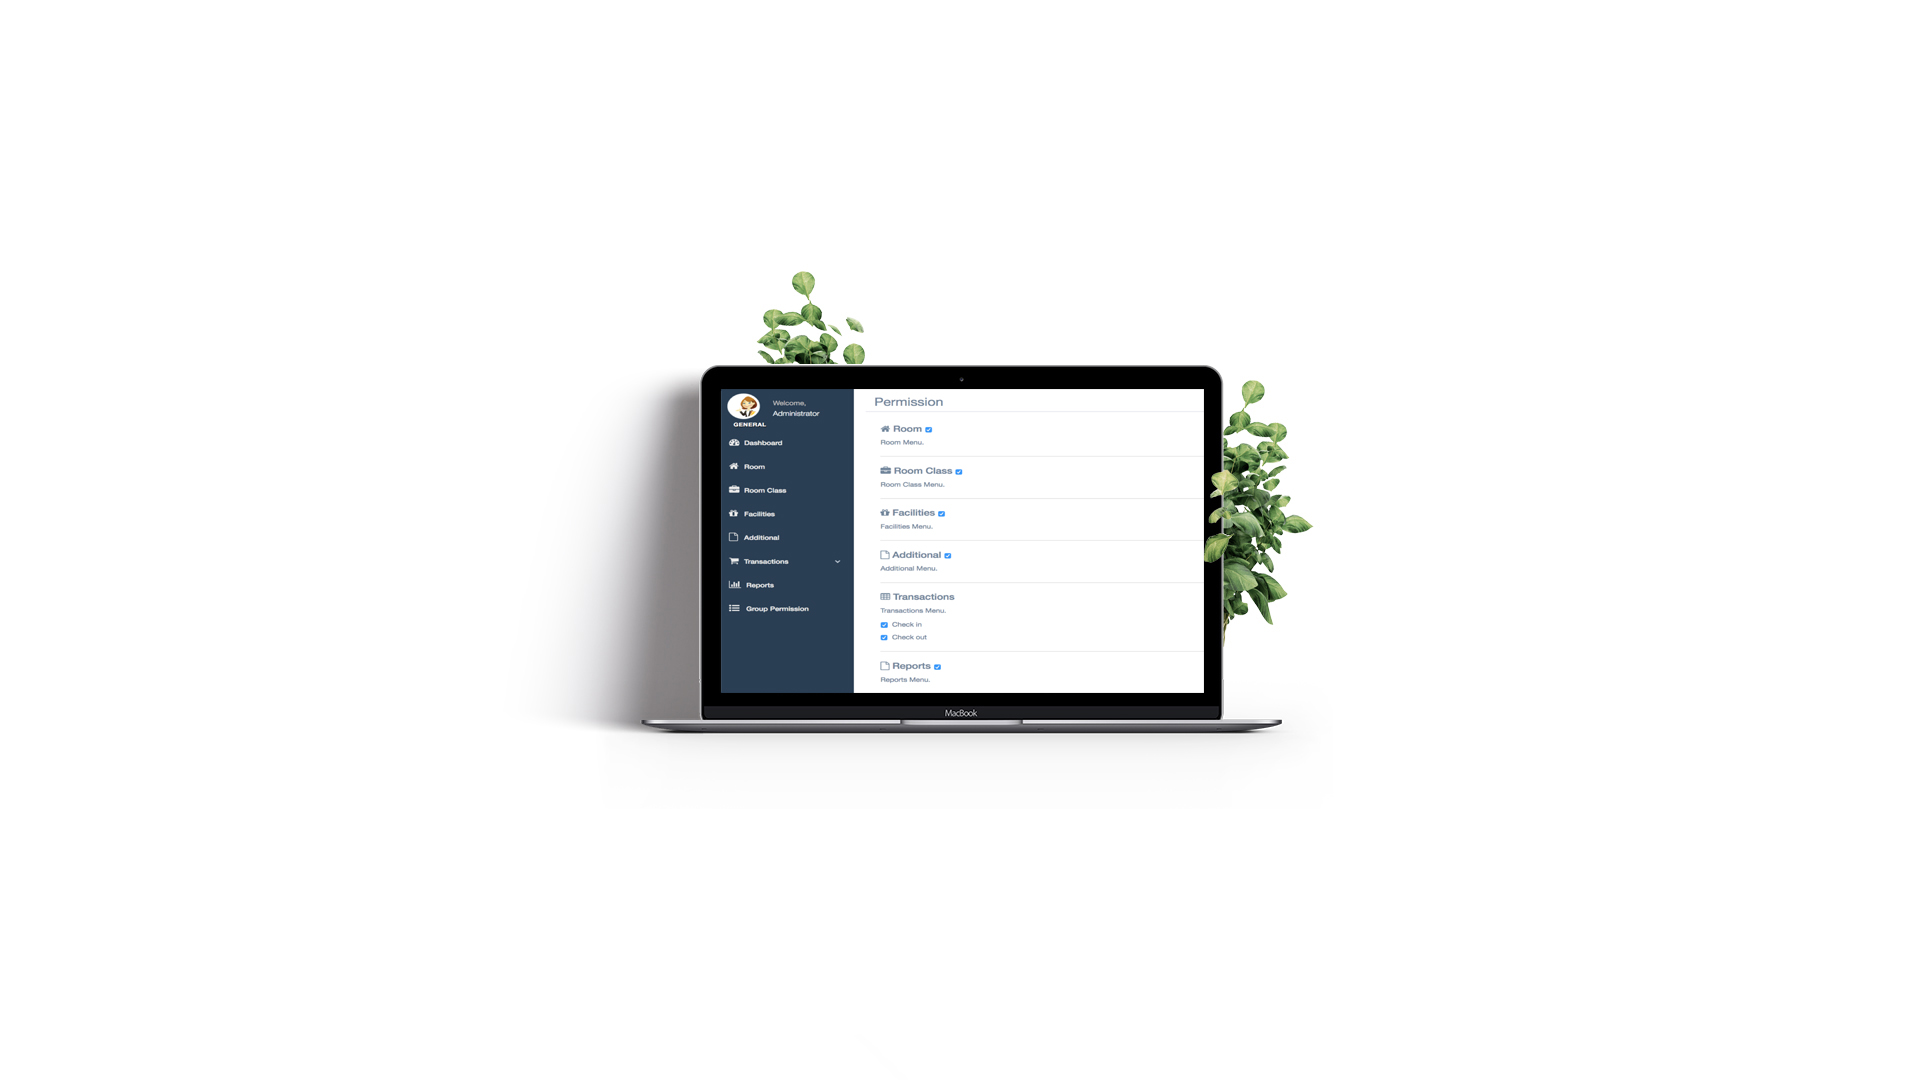 Welcome,
Administrator
GENERAL
Dashboard
Room
Room Class
Facilities
Additional
Transactions
Reports
Group Permission
Permission
Room
Room Menu.
Room Class
Room Class Menu.
Facilities
Facilities Menu.
Additional
Additional Menu.
Transactions
Transactions Menu.
Check in
Check out
Reports
Reports Menu.
MacBook